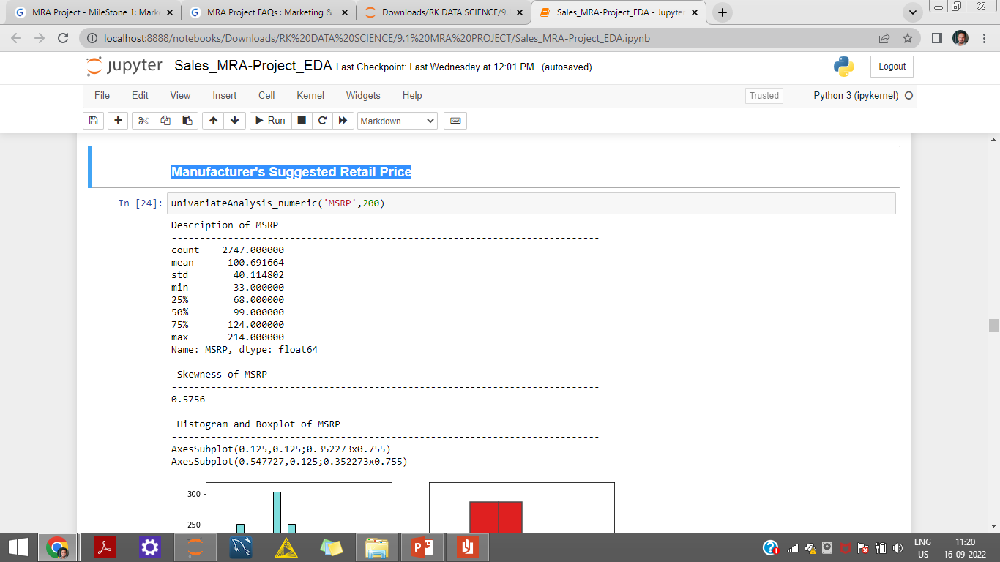 MRA Project - MileStone 1: Mark
MRA Project FAQs : Marketing &
Downloads/RK DATA SCIENCE/9.
Sales_MRA-Project_EDA - Jupyter
localhost:8888/notebooks/Downloads/RK%20DATA%20SCIENCE/9.1%20MRA%20PROJECT/Sales_MRA-Project_EDA.ipynb
jupyter Sales_MRA-Project_EDA Last Checkpoint: Last Wednesday at 12:01 PM (autosaved)
Logout
File Edit View Insert Cell Kernel Widgets Help
Trusted
Python 3 (ipykernel)
Run
Markdown
Manufacturer's Suggested Retail Price
In [24]: univariateAnalysis_numeric('MSRP',200)
Description of MSRP
----------------------------------------------------------------------------
count 2747.000000
mean 100.691664
std 40.114802
min 33.000000
25% 68.000000
50% 99.000000
75% 124.000000
max 214.000000
Name: MSRP, dtype: float64
Skewness of MSRP
----------------------------------------------------------------------------
0.5756
Histogram and Boxplot of MSRP
----------------------------------------------------------------------------
AxesSubplot(0.125,0.125;0.352273x0.755)
AxesSubplot(0.547727,0.125;0.352273x0.755)
300
250
ENG
US
11:20
16-09-2022